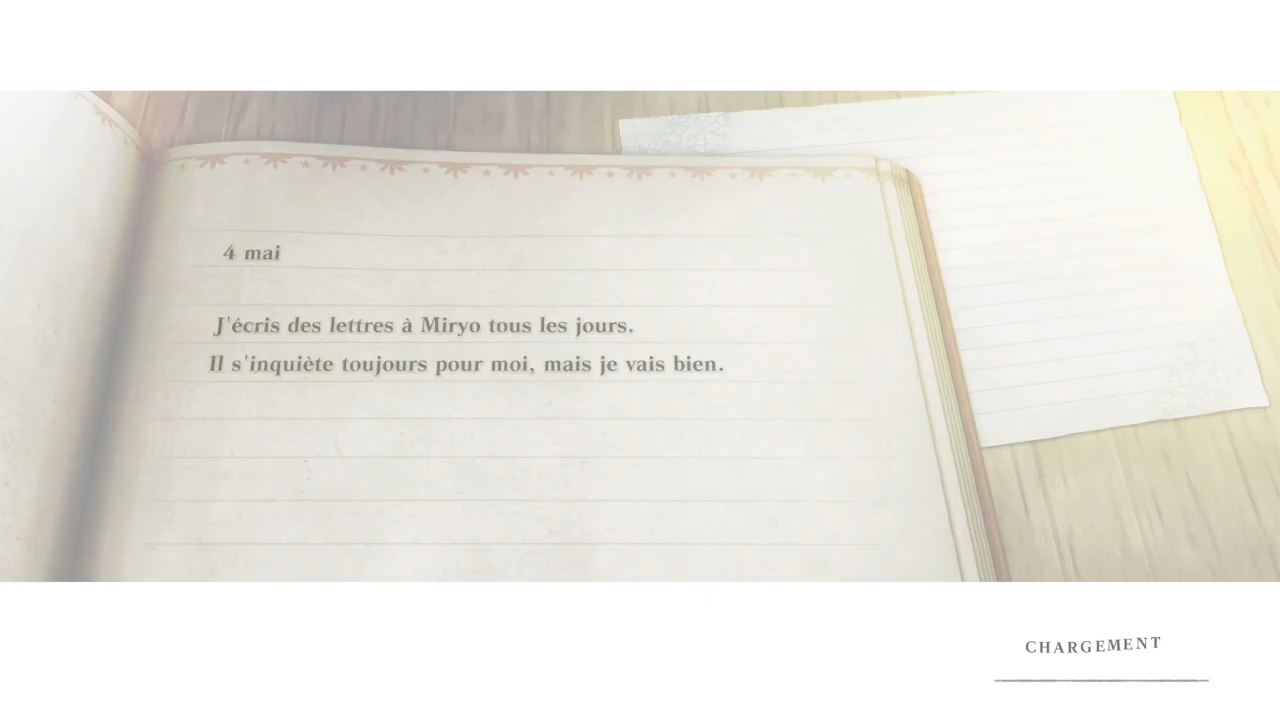 4 mai
J'écris des lettres à Miryo tous les jours.
Il s'inquiète toujours pour moi, mais je vais bien.
CHARGEMENT